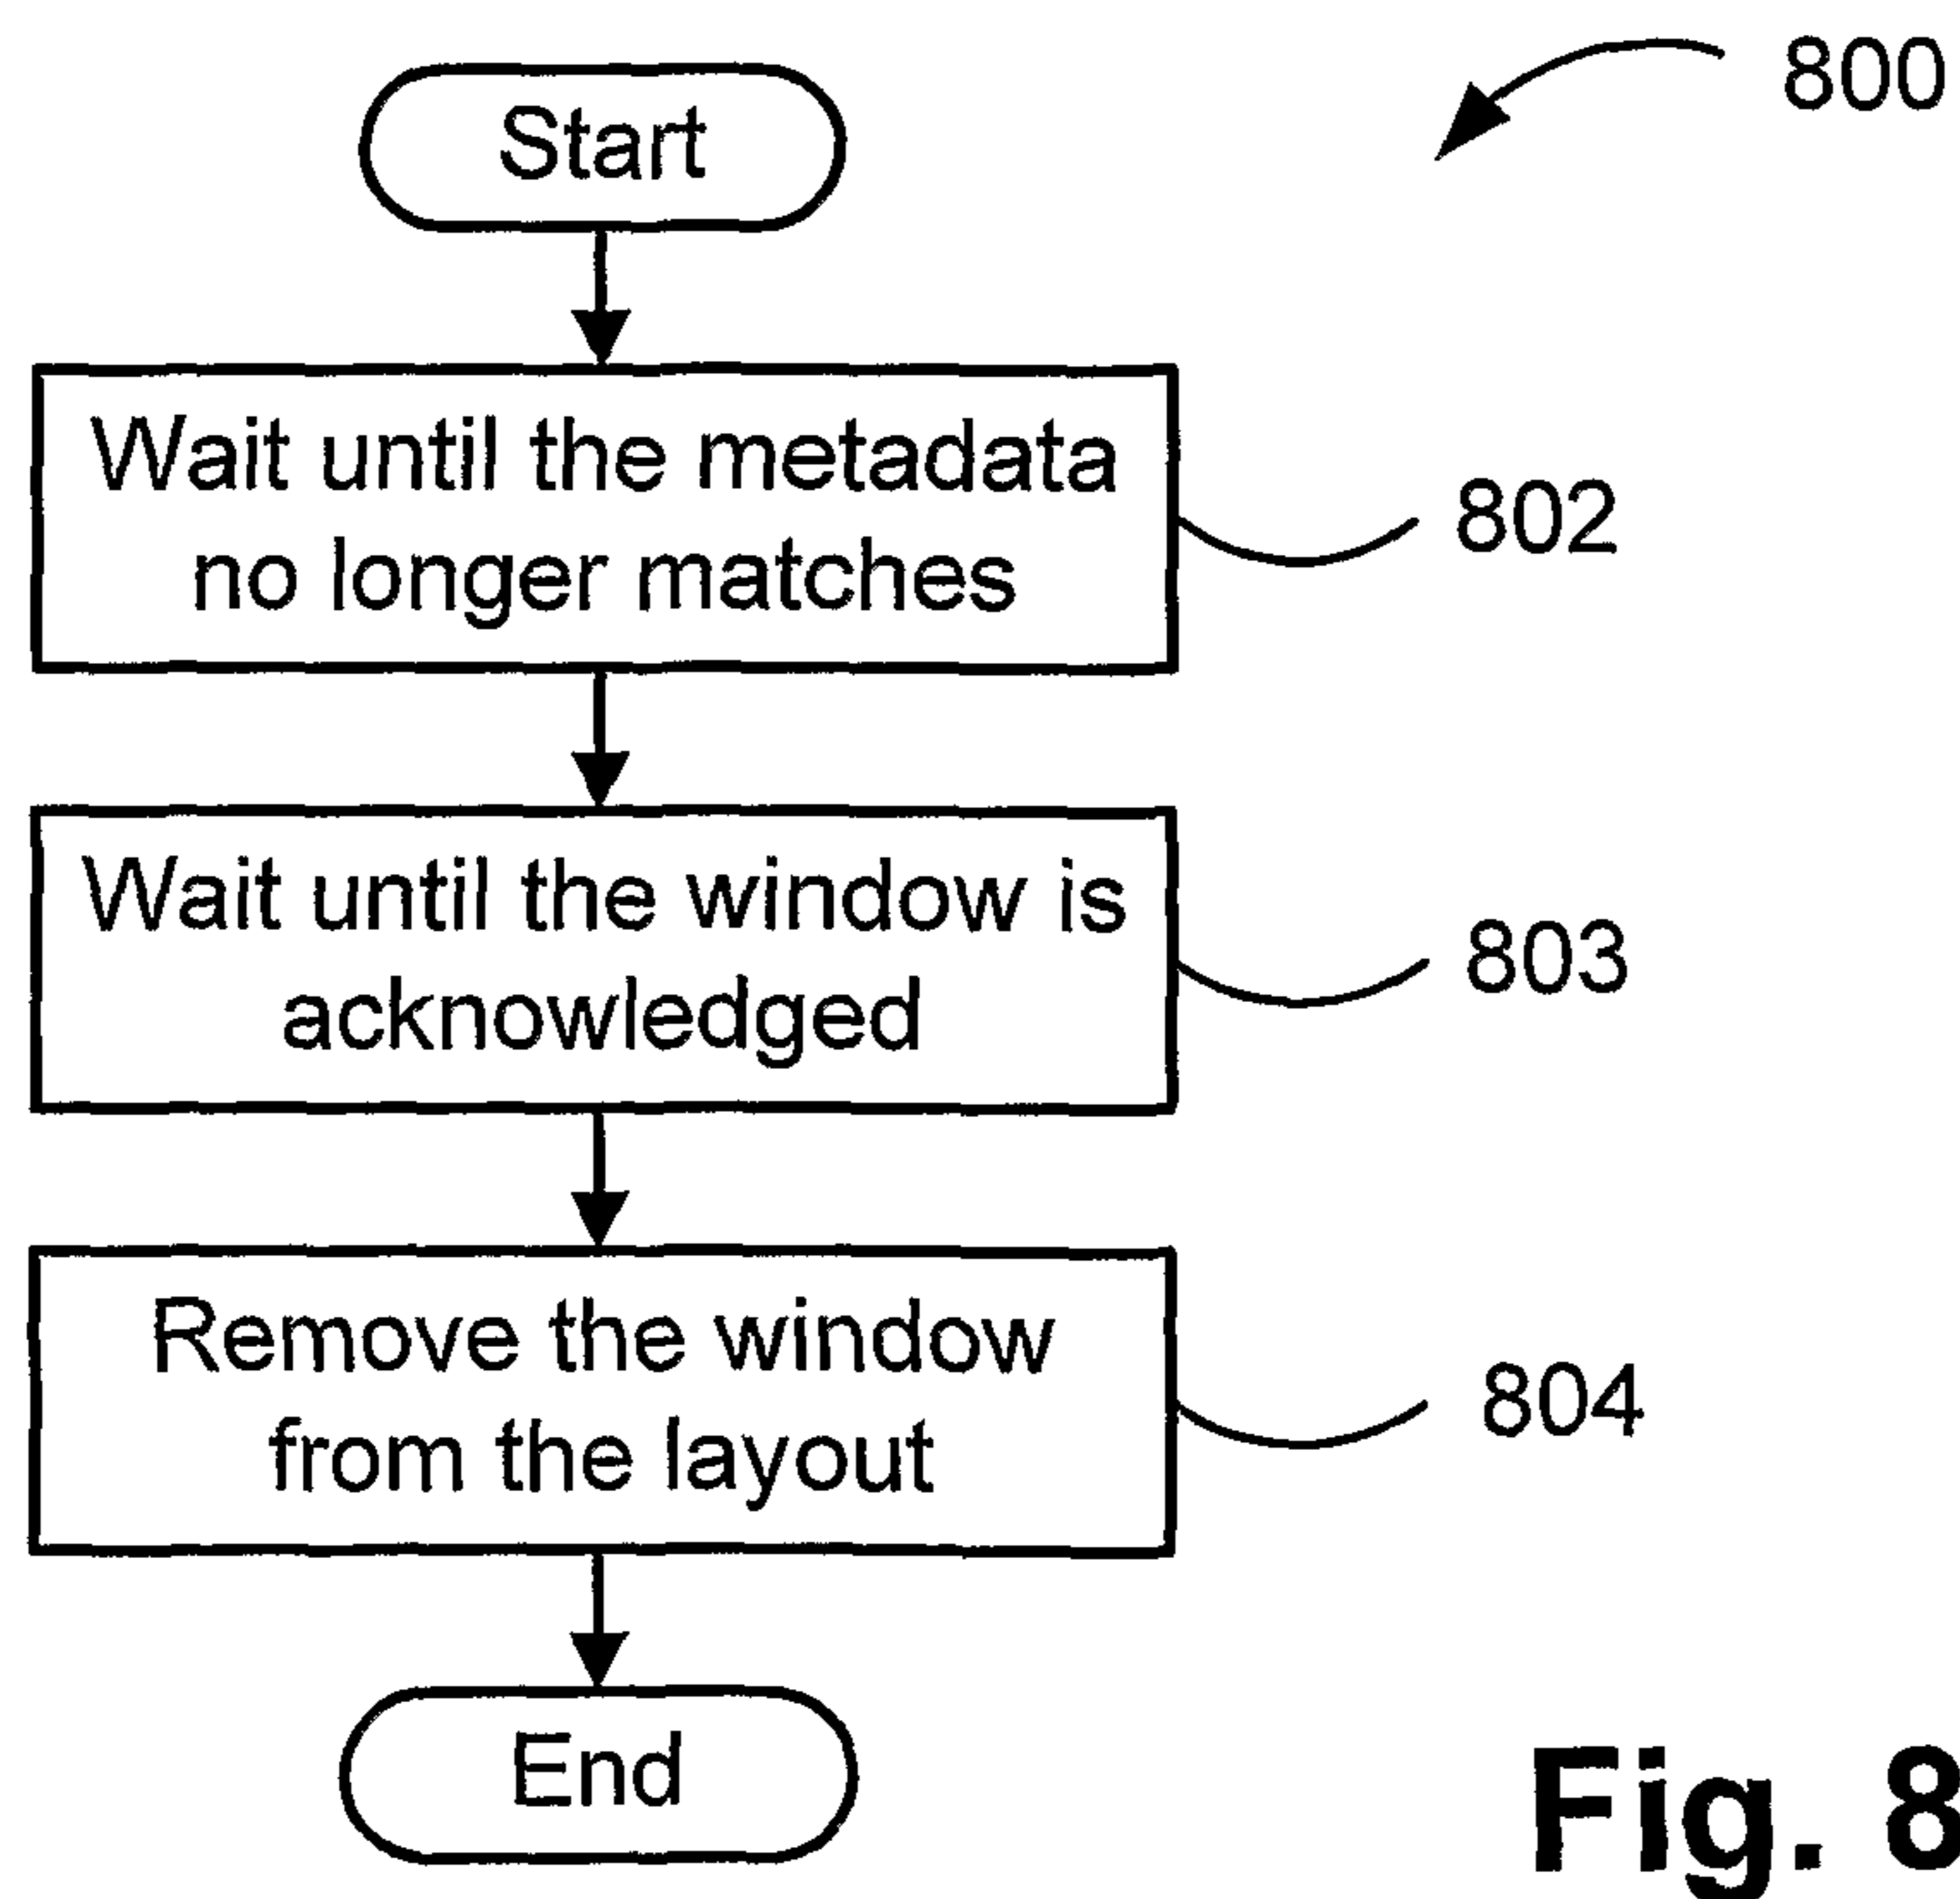 800
Start
Wait until the metadata
no longer matches
802
Wait until the window is
acknowledged
803
Remove the window
from the layout
804
End
Fig. 8